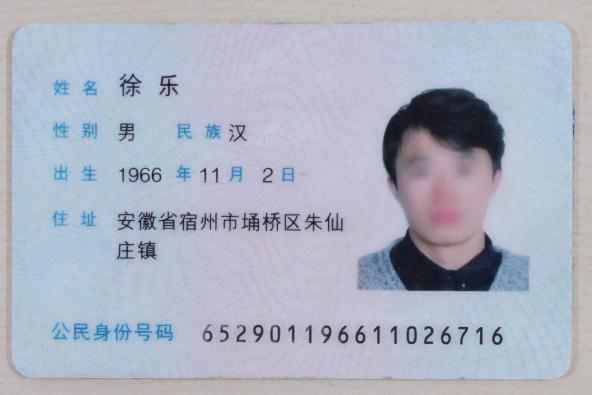 姓名 徐乐
性别 男 民族 汉
出生 1966 年 11 月 2 日
住址 安徽省宿州市埇桥区朱仙
庄镇
公民身份号码 652901196611026716